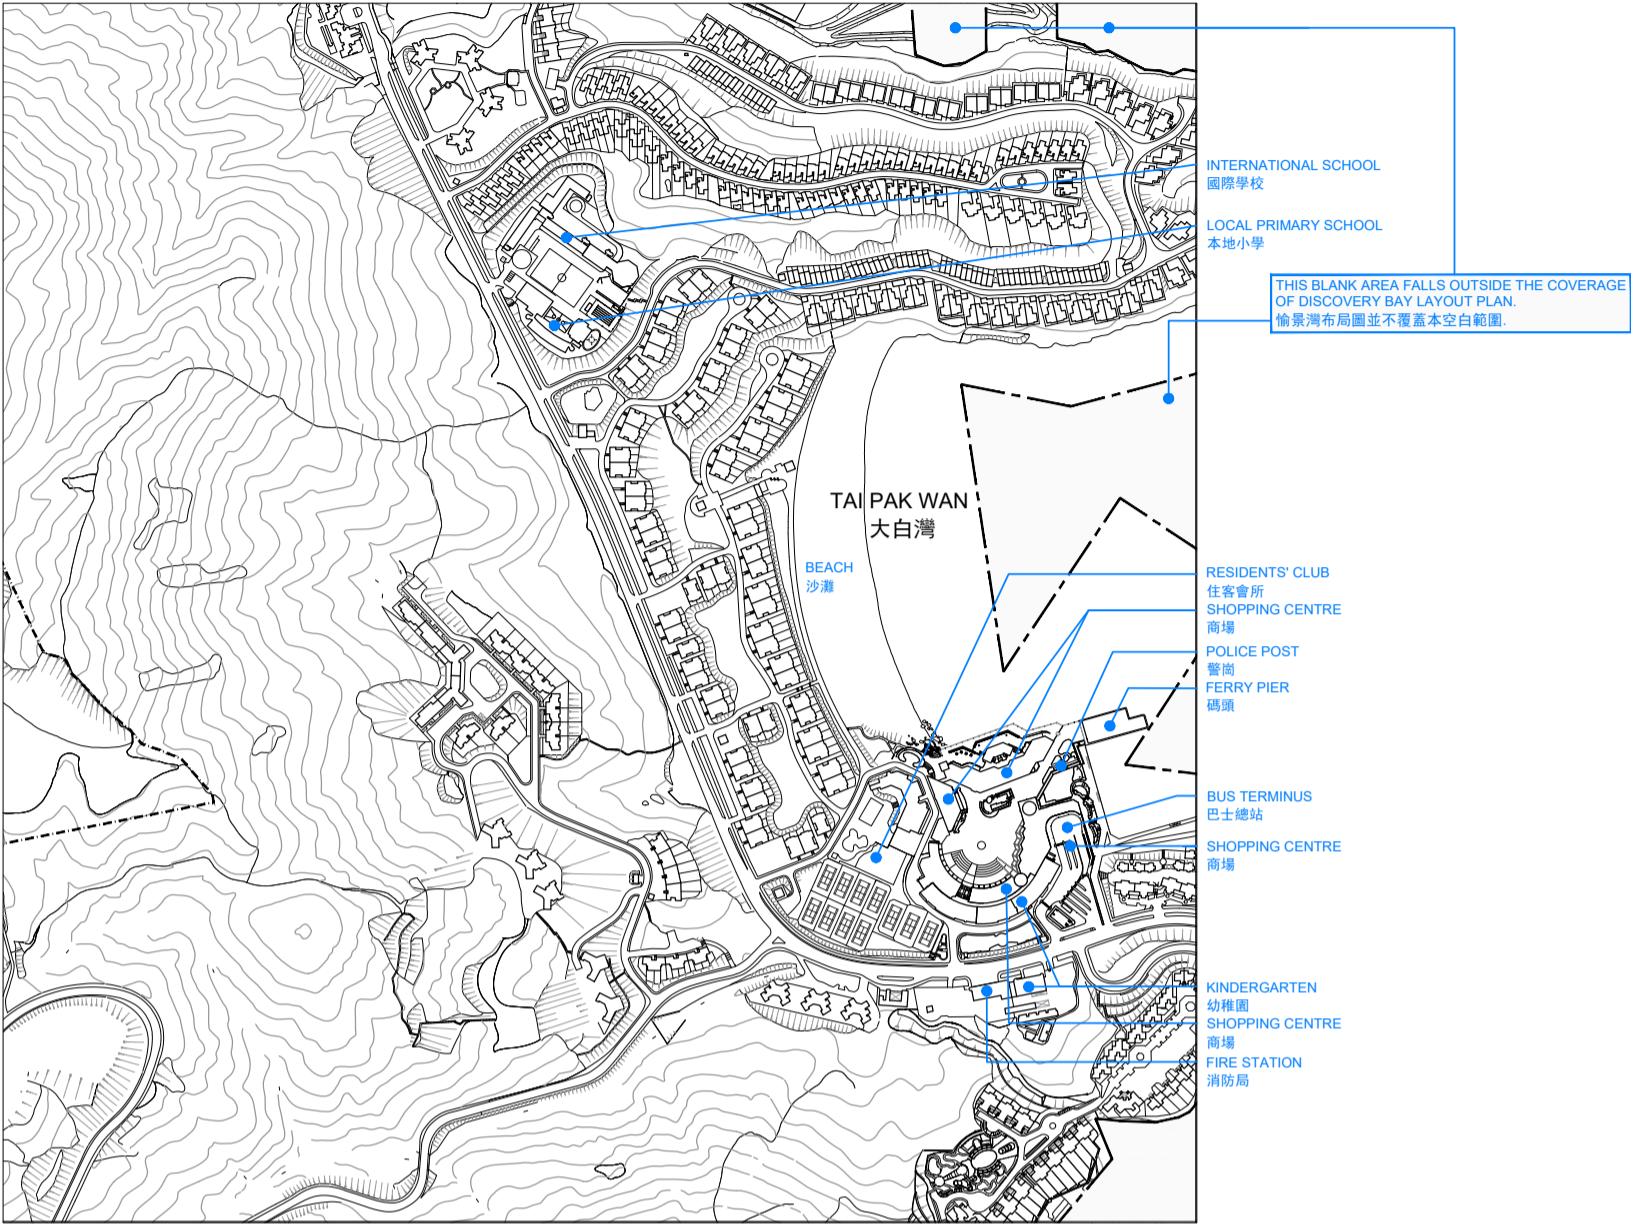 INTERNATIONAL SCHOOL
國際學校
LOCAL PRIMARY SCHOOL
本地小學
THIS BLANK AREA FALLS OUTSIDE THE COVERAGE
OF DISCOVERY BAY LAYOUT PLAN.
愉景灣布局圖並不覆蓋本空白範圍.
TAI PAK WAN
大白灣
BEACH
沙灘
RESIDENTS' CLUB
住客會所
SHOPPING CENTRE
商場
POLICE POST
警崗
FERRY PIER
碼頭
BUS TERMINUS
巴士總站
SHOPPING CENTRE
商場
KINDERGARTEN
幼稚園
SHOPPING CENTRE
商場
FIRE STATION
消防局